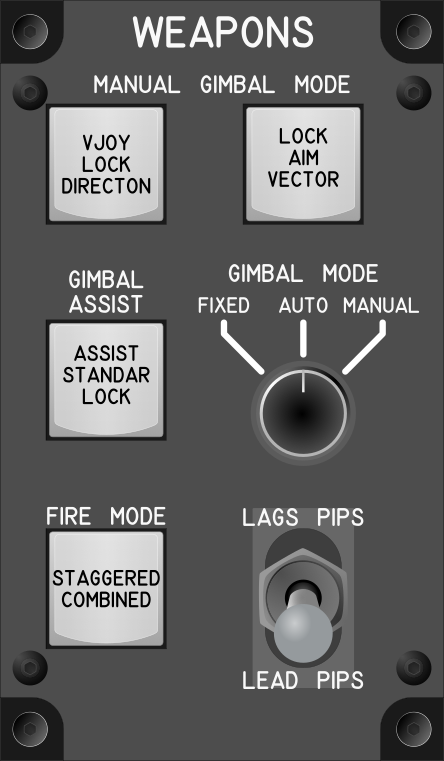 WEAPONS
MANUAL GIMBAL MODE
VJOY
LOCK
DIRECTON
LOCK
AIM
VECTOR
GIMBAL
ASSIST
ASSIST
STANDAR
LOCK
GIMBAL MODE
FIXED AUTO MANUAL
FIRE MODE
STAGGERED
COMBINED
LAGS PIPS
LEAD PIPS